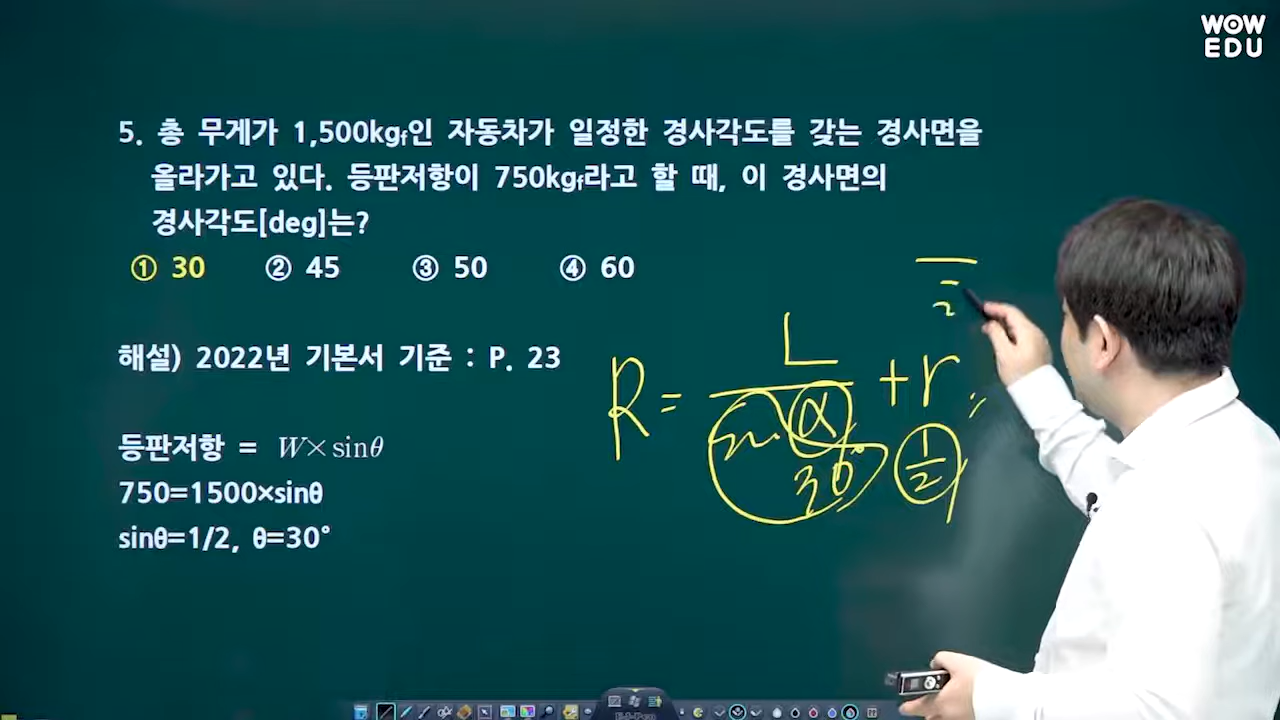 WOW
EDU
5. 총 무게가 1,500kgf인 자동차가 일정한 경사각도를 갖는 경사면을
올라가고 있다. 등판저항이 750kgf라고 할 때, 이 경사면의
경사각도[deg]는?
① 30 ② 45 ③ 50 ④ 60
해설) 2022년 기본서 기준 : P. 23
R = L / sin α + r =
30°
1/2
2
등판저항 = W×sinθ
750=1500×sinθ
sinθ=1/2, θ=30°